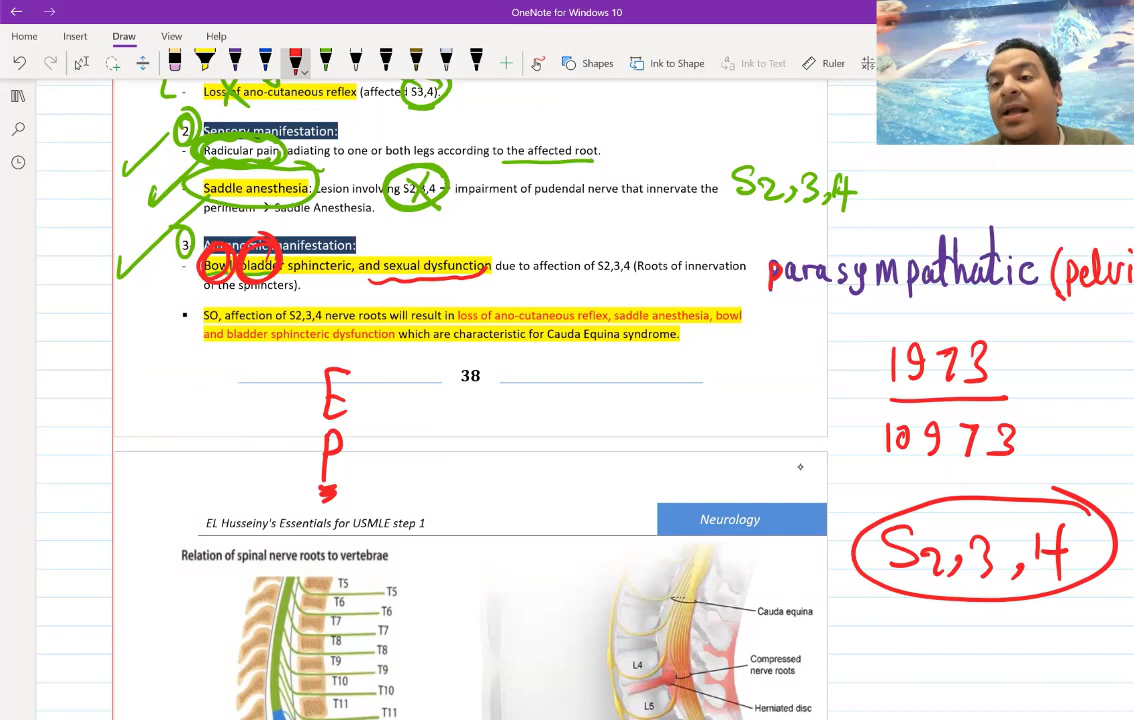 OneNote for Windows 10
Home Insert Draw View Help
Shapes Ink to Shape Ink to Text Ruler
- Loss of ano-cutaneous reflex (affected S3,4).
2 Sensory manifestation:
- Radicular pain radiating to one or both legs according to the affected root.
- Saddle anesthesia: Lesion involving S2,3,4 → impairment of pudendal nerve that innervate the
perineum → Saddle Anesthesia.
S2,3,4
3 Autonomic manifestation:
- Bowl bladder sphincteric, and sexual dysfunction due to affection of S2,3,4 (Roots of innervation
of the sphincters).
parasympathatic (pelvi
▪ SO, affection of S2,3,4 nerve roots will result in loss of ano-cutaneous reflex, saddle anesthesia, bowl
and bladder sphincteric dysfunction which are characteristic for Cauda Equina syndrome.
38
E
P
1973
10973
S2,3,4
EL Husseiny's Essentials for USMLE step 1
Neurology
Relation of spinal nerve roots to vertebrae
T5
T5
T6
T6
T7
T7
T8
T8
T9
T9
T10
T10
T11
T11
Cauda equina
L4
Compressed
nerve roots
L5
Herniated disc